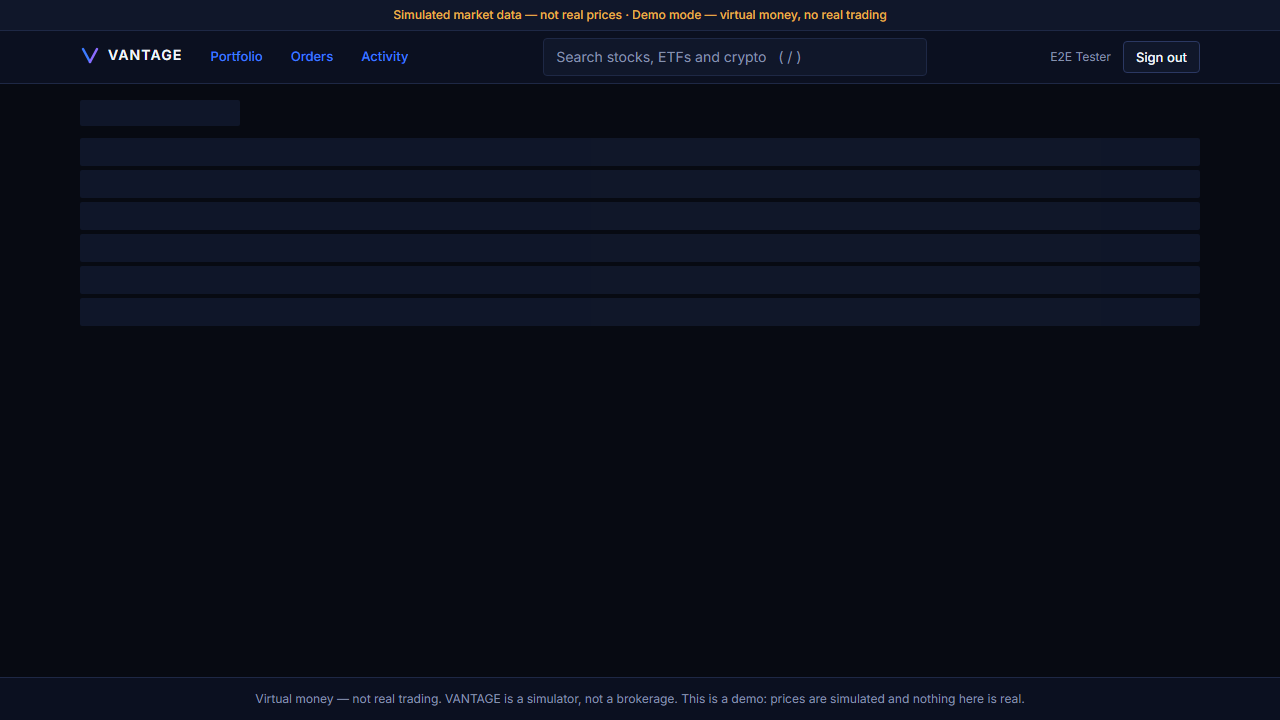 Simulated market data — not real prices · Demo mode — virtual money, no real trading
VANTAGE Portfolio Orders Activity Search stocks, ETFs and crypto ( / ) E2E Tester Sign out
Virtual money — not real trading. VANTAGE is a simulator, not a brokerage. This is a demo: prices are simulated and nothing here is real.